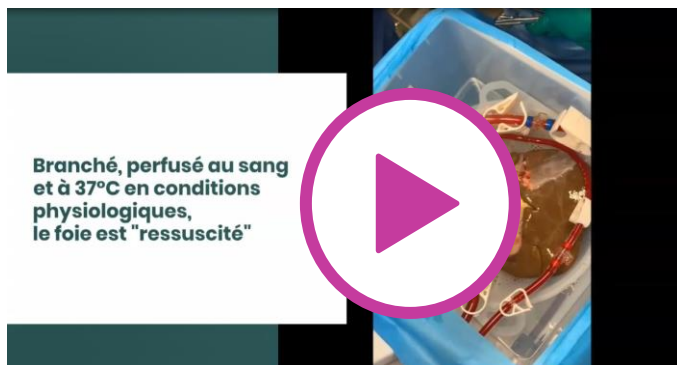 Branché, perfusé au sang
et à 37°C en conditions
physiologiques,
le foie est "ressuscité"